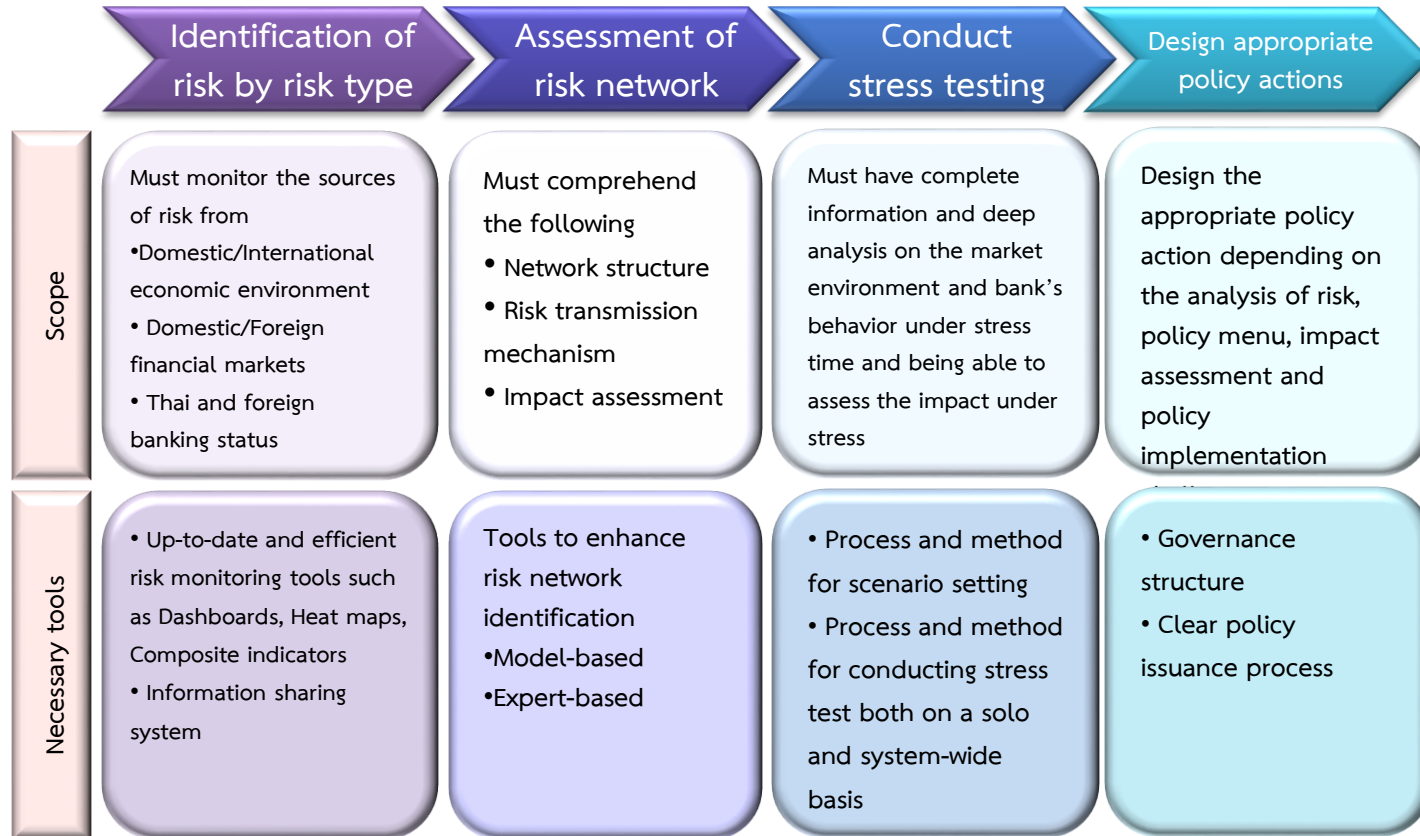 Identification of
risk by risk type
Assessment of
risk network
Conduct
stress testing
Design appropriate
policy actions
Scope
Must monitor the sources
of risk from
•Domestic/International
economic environment
• Domestic/Foreign
financial markets
• Thai and foreign
banking status
Must comprehend
the following
• Network structure
• Risk transmission
mechanism
• Impact assessment
Must have complete
information and deep
analysis on the market
environment and bank's
behavior under stress
time and being able to
assess the impact under
stress
Design the
appropriate policy
action depending on
the analysis of risk,
policy menu, impact
assessment and
policy
implementation
Necessary tools
• Up-to-date and efficient
risk monitoring tools such
as Dashboards, Heat maps,
Composite indicators
• Information sharing
system
Tools to enhance
risk network
identification
•Model-based
•Expert-based
• Process and method
for scenario setting
• Process and method
for conducting stress
test both on a solo
and system-wide
basis
• Governance
structure
• Clear policy
issuance process